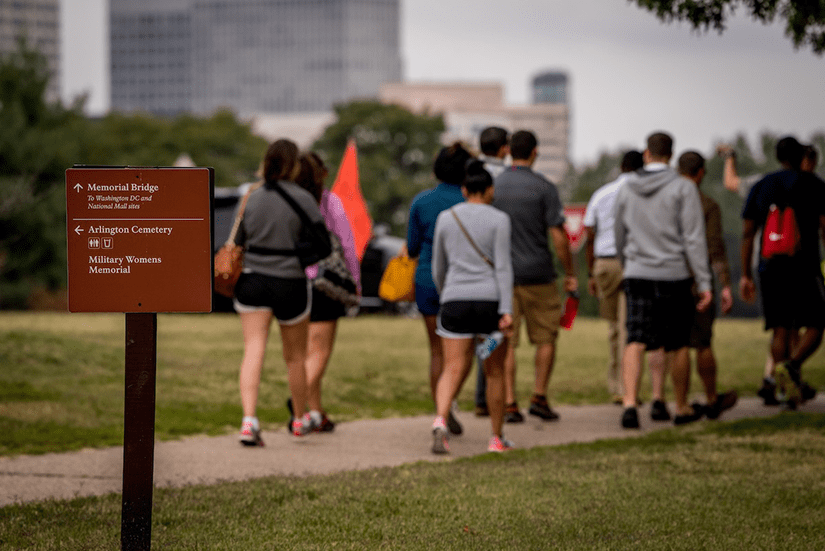 Memorial Bridge
To Washington DC and
National Mall sites
Arlington Cemetery
Military Womens
Memorial